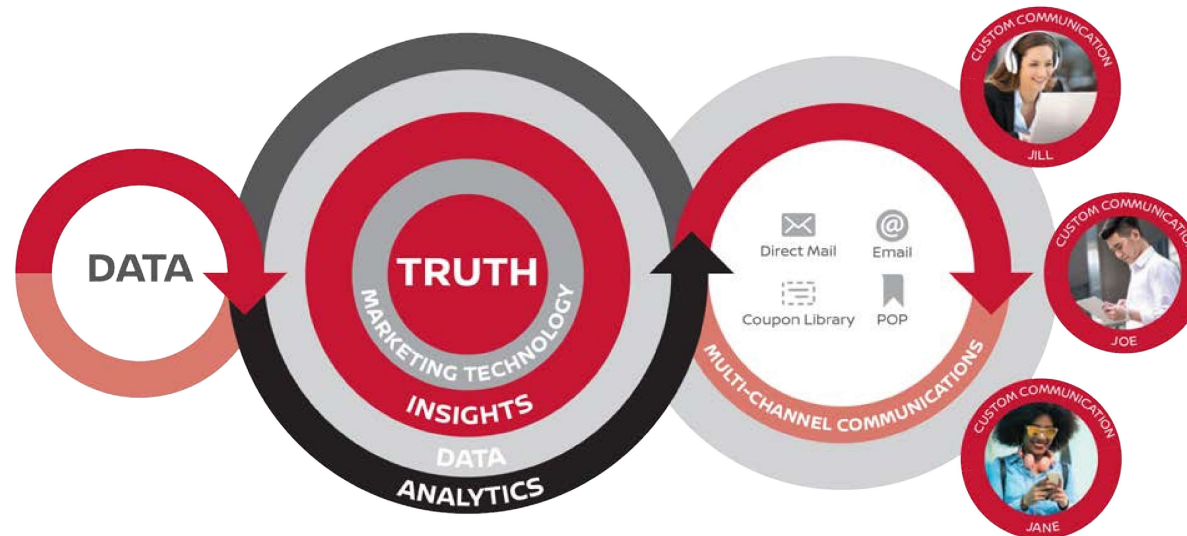 DATA
TRUTH
MARKETING TECHNOLOGY
INSIGHTS
DATA
ANALYTICS
Direct Mail
Email
Coupon Library
POP
MULTI-CHANNEL COMMUNICATIONS
CUSTOM COMMUNICATION
JILL
CUSTOM COMMUNICATION
JOE
CUSTOM COMMUNICATION
JANE